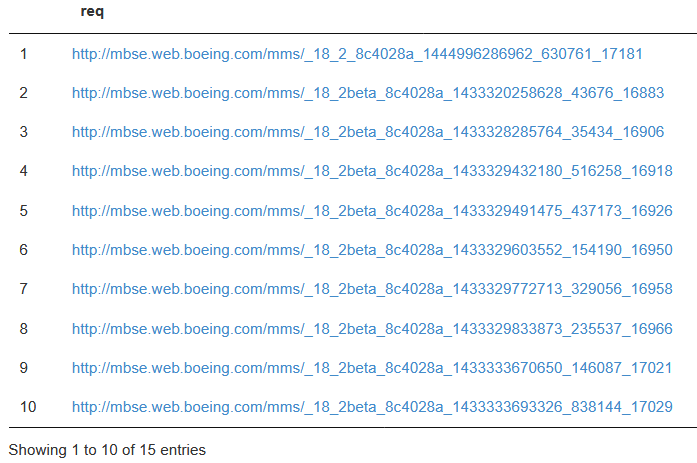 req
1 http://mbse.web.boeing.com/mms/_18_2_8c4028a_1444996286962_630761_17181
2 http://mbse.web.boeing.com/mms/_18_2beta_8c4028a_1433320258628_43676_16883
3 http://mbse.web.boeing.com/mms/_18_2beta_8c4028a_1433328285764_35434_16906
4 http://mbse.web.boeing.com/mms/_18_2beta_8c4028a_1433329432180_516258_16918
5 http://mbse.web.boeing.com/mms/_18_2beta_8c4028a_1433329491475_437173_16926
6 http://mbse.web.boeing.com/mms/_18_2beta_8c4028a_1433329603552_154190_16950
7 http://mbse.web.boeing.com/mms/_18_2beta_8c4028a_1433329772713_329056_16958
8 http://mbse.web.boeing.com/mms/_18_2beta_8c4028a_1433329833873_235537_16966
9 http://mbse.web.boeing.com/mms/_18_2beta_8c4028a_1433333670650_146087_17021
10 http://mbse.web.boeing.com/mms/_18_2beta_8c4028a_1433333693326_838144_17029
Showing 1 to 10 of 15 entries